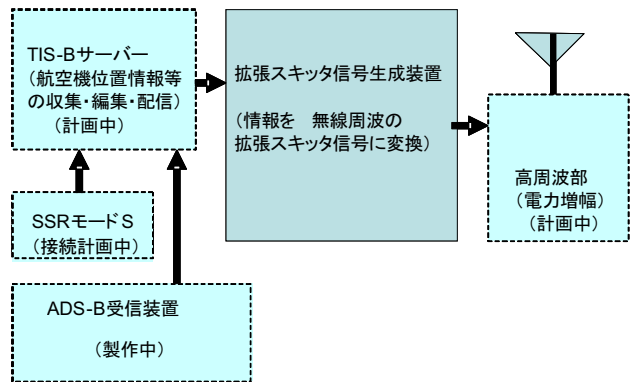 TIS-Bサーバー
(航空機位置情報等
の収集・編集・配信)
(計画中)
拡張スキッタ信号生成装置
(情報を　無線周波の
拡張スキッタ信号に変換)
高周波部
(電力増幅)
(計画中)
SSRモードS
(接続計画中)
ADS-B受信装置
(製作中)